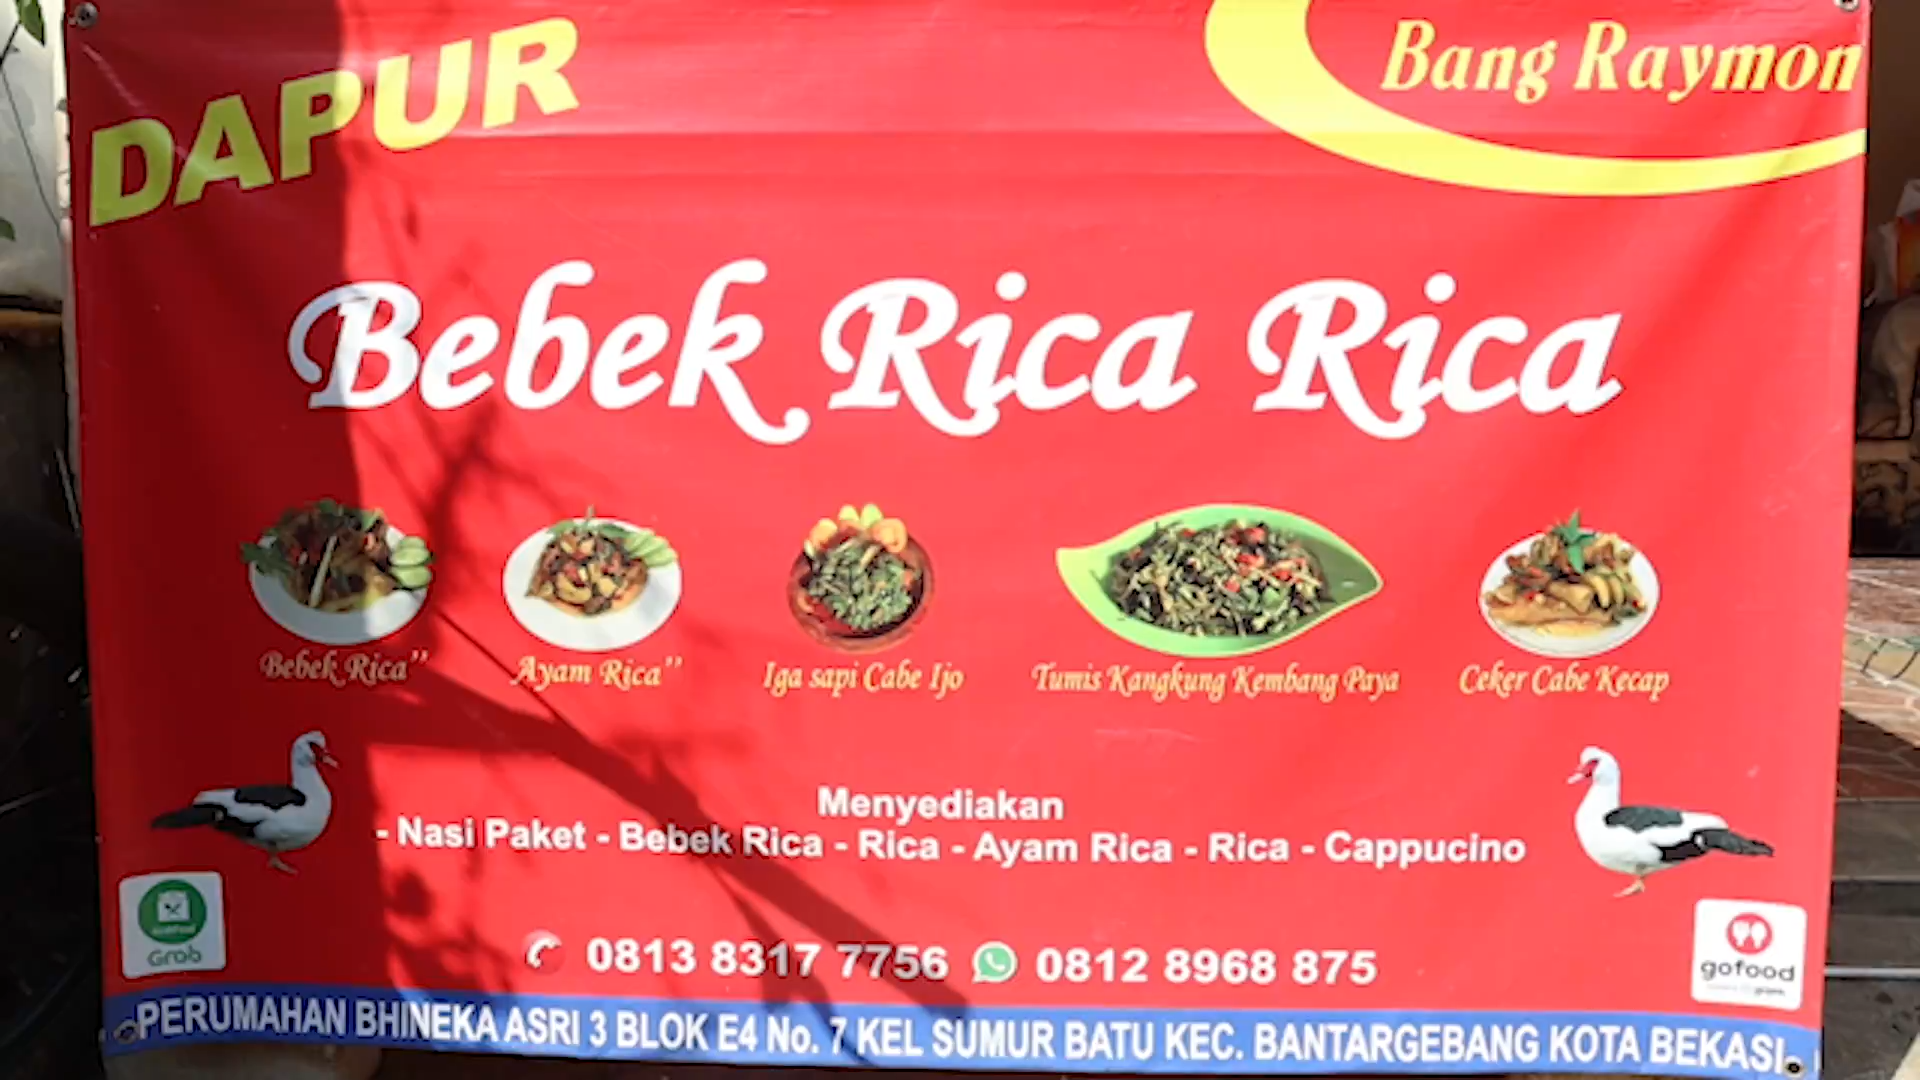 DAPUR
Bang Raymon
Bebek Rica Rica
Bebek Rica”
Ayam Rica”
Iga sapi Cabe Ijo
Tumis Kangkung Kembang Paya
Ceker Cabe Kecap
Menyediakan
- Nasi Paket - Bebek Rica - Rica - Ayam Rica - Rica - Cappucino
0813 8317 7756
0812 8968 875
Grab
gofood
PERUMAHAN BHINEKA ASRI 3 BLOK E4 No. 7 KEL SUMUR BATU KEC. BANTARGEBANG KOTA BEKASI